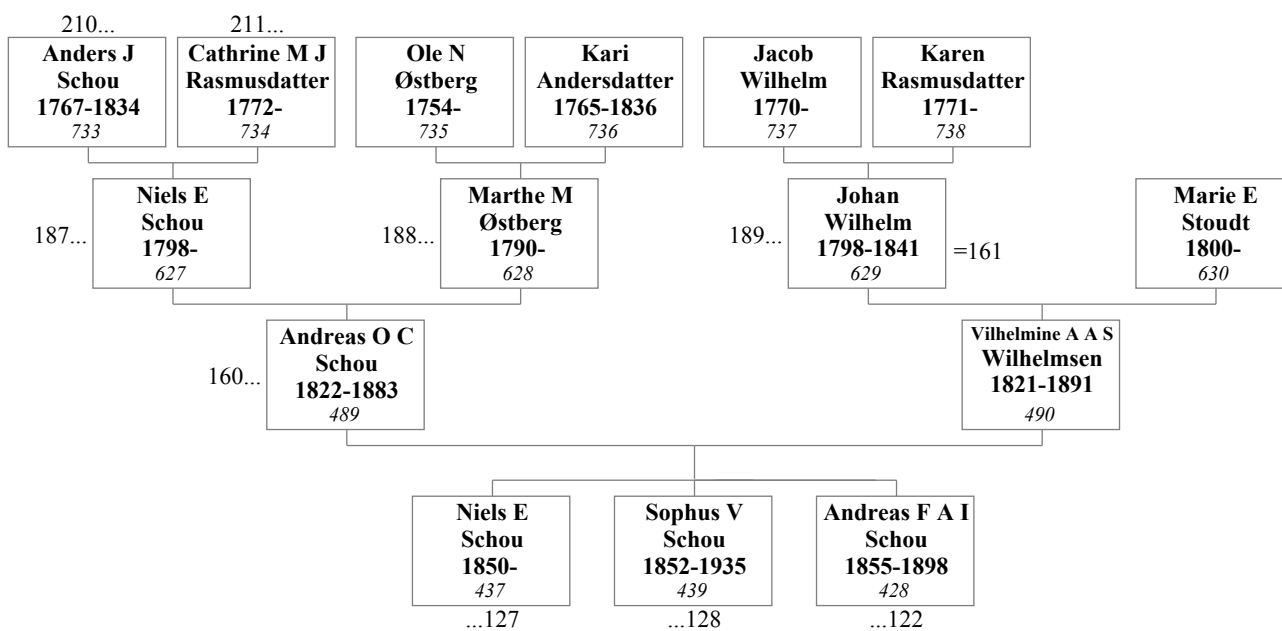 210...
211...
Anders J
Schou
1767-1834
733
Cathrine M J
Rasmusdatter
1772-
734
Ole N
Østberg
1754-
735
Kari
Andersdatter
1765-1836
736
Jacob
Wilhelm
1770-
737
Karen
Rasmusdatter
1771-
738
187...
Niels E
Schou
1798-
627
188...
Marthe M
Østberg
1790-
628
189...
Johan
Wilhelm
1798-1841
629
=161
Marie E
Stoudt
1800-
630
160...
Andreas O C
Schou
1822-1883
489
Vilhelmine A A S
Wilhelmsen
1821-1891
490
Niels E
Schou
1850-
437
...127
Sophus V
Schou
1852-1935
439
...128
Andreas F A I
Schou
1855-1898
428
...122